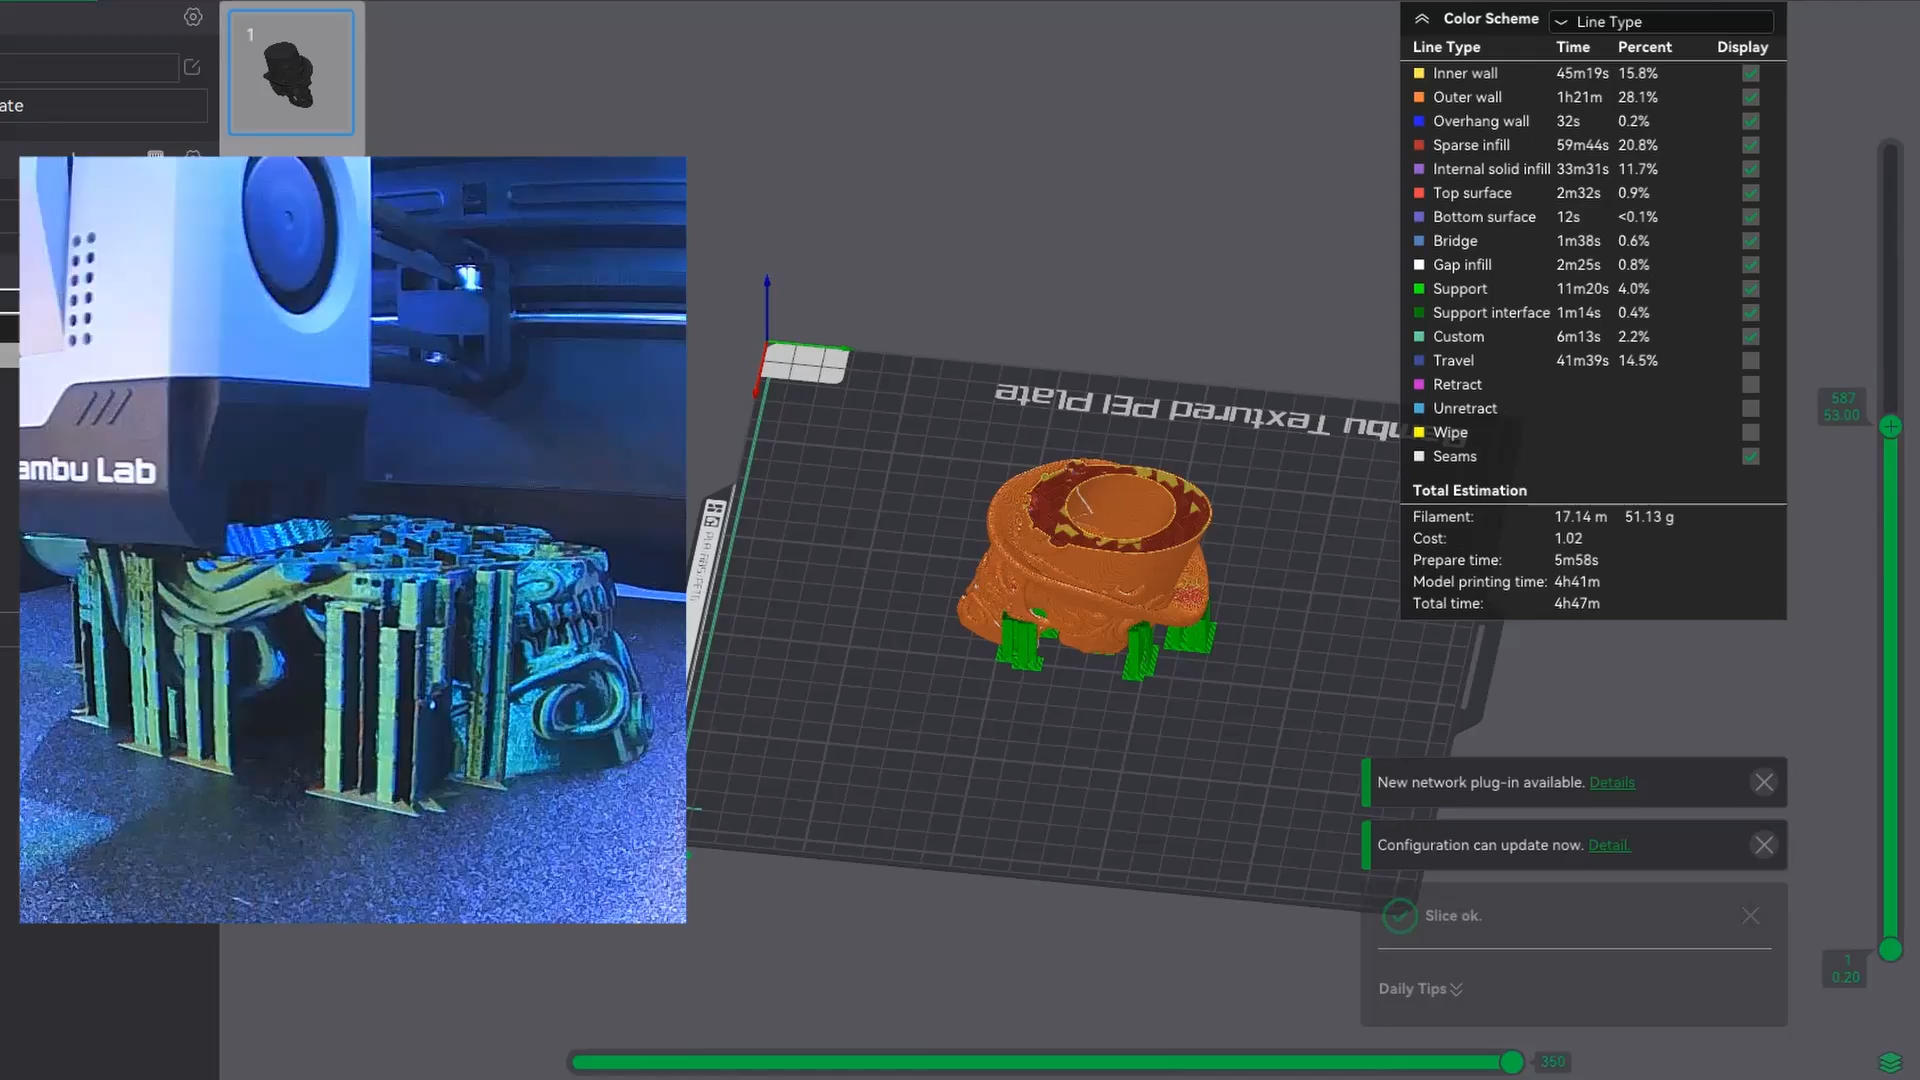 1
ate
ambu Lab
mbu Textured PEI Plate
Color Scheme
Line Type
Line Type Time Percent Display
Inner wall 45m19s 15.8%
Outer wall 1h21m 28.1%
Overhang wall 32s 0.2%
Sparse infill 59m44s 20.8%
Internal solid infill 33m31s 11.7%
Top surface 2m32s 0.9%
Bottom surface 12s <0.1%
Bridge 1m38s 0.6%
Gap infill 2m25s 0.8%
Support 11m20s 4.0%
Support interface 1m14s 0.4%
Custom 6m13s 2.2%
Travel 41m39s 14.5%
Retract
Unretract
Wipe
Seams
Total Estimation
Filament: 17.14 m 51.13 g
Cost: 1.02
Prepare time: 5m58s
Model printing time: 4h41m
Total time: 4h47m
587
53.00
New network plug-in available. Details
Configuration can update now. Detail.
Slice ok.
Daily Tips
1
0.20
350